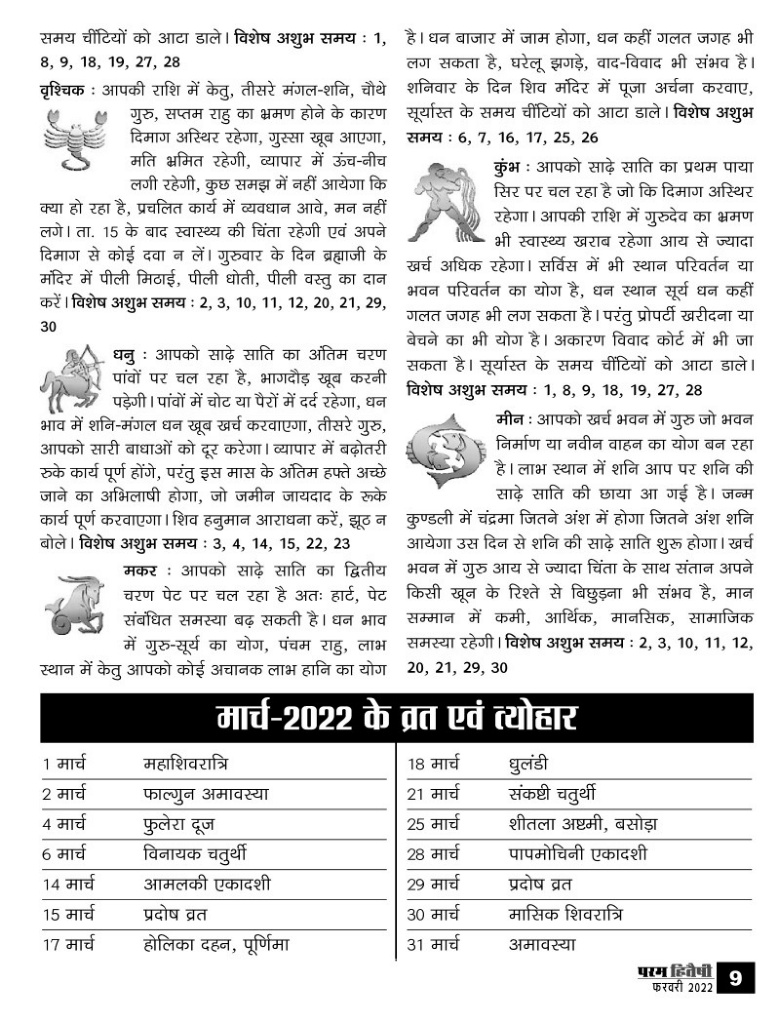 समय चींटियों को आटा डाले। विशेष अशुभ समय : 1,
8, 9, 18, 19, 27, 28
वृश्चिक : आपकी राशि में केतु, तीसरे मंगल-शनि, चौथे
गुरु, सप्तम राहु का भ्रमण होने के कारण
दिमाग अस्थिर रहेगा, गुस्सा खूब आएगा,
मति भ्रमित रहेगी, व्यापार में ऊंच-नीच
लगी रहेगी, कुछ समझ में नहीं आयेगा कि
क्या हो रहा है, प्रचलित कार्य में व्यवधान आवे, मन नहीं
लगे। ता. 15 के बाद स्वास्थ्य की चिंता रहेगी एवं अपने
दिमाग से कोई दवा न लें। गुरुवार के दिन ब्रह्माजी के
मंदिर में पीली मिठाई, पीली धोती, पीली वस्तु का दान
करें। विशेष अशुभ समय : 2, 3, 10, 11, 12, 20, 21, 29,
30
धनु : आपको साढ़े साति का अंतिम चरण
पांवों पर चल रहा है, भागदौड़ खूब करनी
पड़ेगी। पांवों में चोट या पैरों में दर्द रहेगा, धन
भाव में शनि-मंगल धन खूब खर्च करवाएगा, तीसरे गुरु,
आपको सारी बाधाओं को दूर करेगा। व्यापार में बढ़ोतरी
रुके कार्य पूर्ण होंगे, परंतु इस मास के अंतिम हफ्ते अच्छे
जाने का अभिलाषी होगा, जो जमीन जायदाद के रूके
कार्य पूर्ण करवाएगा। शिव हनुमान आराधना करें, झूठ न
बोले। विशेष अशुभ समय : 3, 4, 14, 15, 22, 23
मकर : आपको साढ़े साति का द्वितीय
चरण पेट पर चल रहा है अतः हार्ट, पेट
संबंधित समस्या बढ़ सकती है। धन भाव
में गुरु-सूर्य का योग, पंचम राहु, लाभ
स्थान में केतु आपको कोई अचानक लाभ हानि का योग
है। धन बाजार में जाम होगा, धन कहीं गलत जगह भी
लग सकता है, घरेलू झगड़े, वाद-विवाद भी संभव है।
शनिवार के दिन शिव मंदिर में पूजा अर्चना करवाए,
सूर्यास्त के समय चींटियों को आटा डाले। विशेष अशुभ
समय : 6, 7, 16, 17, 25, 26
कुंभ : आपको साढ़े साति का प्रथम पाया
सिर पर चल रहा है जो कि दिमाग अस्थिर
रहेगा। आपकी राशि में गुरुदेव का भ्रमण
भी स्वास्थ्य खराब रहेगा आय से ज्यादा
खर्च अधिक रहेगा। सर्विस में भी स्थान परिवर्तन या
भवन परिवर्तन का योग है, धन स्थान सूर्य धन कहीं
गलत जगह भी लग सकता है। परंतु प्रोपर्टी खरीदना या
बेचने का भी योग है। अकारण विवाद कोर्ट में भी जा
सकता है। सूर्यास्त के समय चींटियों को आटा डाले।
विशेष अशुभ समय : 1, 8, 9, 18, 19, 27, 28
मीन : आपको खर्च भवन में गुरु जो भवन
निर्माण या नवीन वाहन का योग बन रहा
है। लाभ स्थान में शनि आप पर शनि की
साढ़े साति की छाया आ गई है। जन्म
कुण्डली में चंद्रमा जितने अंश में होगा जितने अंश शनि
आयेगा उस दिन से शनि की साढ़े साति शुरू होगा। खर्च
भवन में गुरु आय से ज्यादा चिंता के साथ संतान अपने
किसी खून के रिश्ते से बिछुड़ना भी संभव है, मान
सम्मान में कमी, आर्थिक, मानसिक, सामाजिक
समस्या रहेगी। विशेष अशुभ समय : 2, 3, 10, 11, 12,
20, 21, 29, 30
मार्च-2022 के व्रत एवं त्योहार
1 मार्च महाशिवरात्रि
2 मार्च फाल्गुन अमावस्या
4 मार्च फुलेरा दूज
6 मार्च विनायक चतुर्थी
14 मार्च आमलकी एकादशी
15 मार्च प्रदोष व्रत
17 मार्च होलिका दहन, पूर्णिमा
18 मार्च धुलंडी
21 मार्च संकष्टी चतुर्थी
25 मार्च शीतला अष्टमी, बसोड़ा
28 मार्च पापमोचिनी एकादशी
29 मार्च प्रदोष व्रत
30 मार्च मासिक शिवरात्रि
31 मार्च अमावस्या
परम हितैषी
फरवरी 2022
9